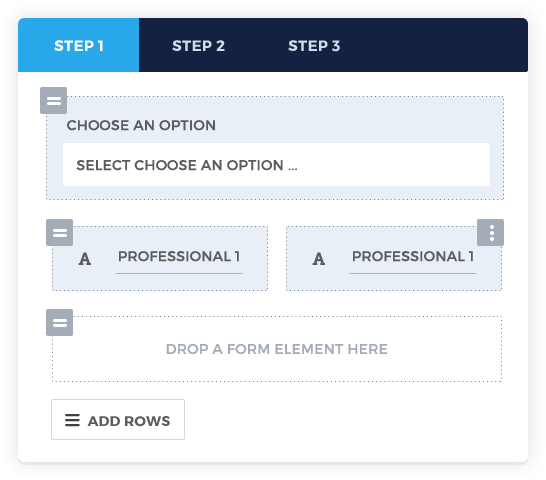 STEP 1 STEP 2 STEP 3
CHOOSE AN OPTION
SELECT CHOOSE AN OPTION ...
A PROFESSIONAL 1 A PROFESSIONAL 1
DROP A FORM ELEMENT HERE
ADD ROWS